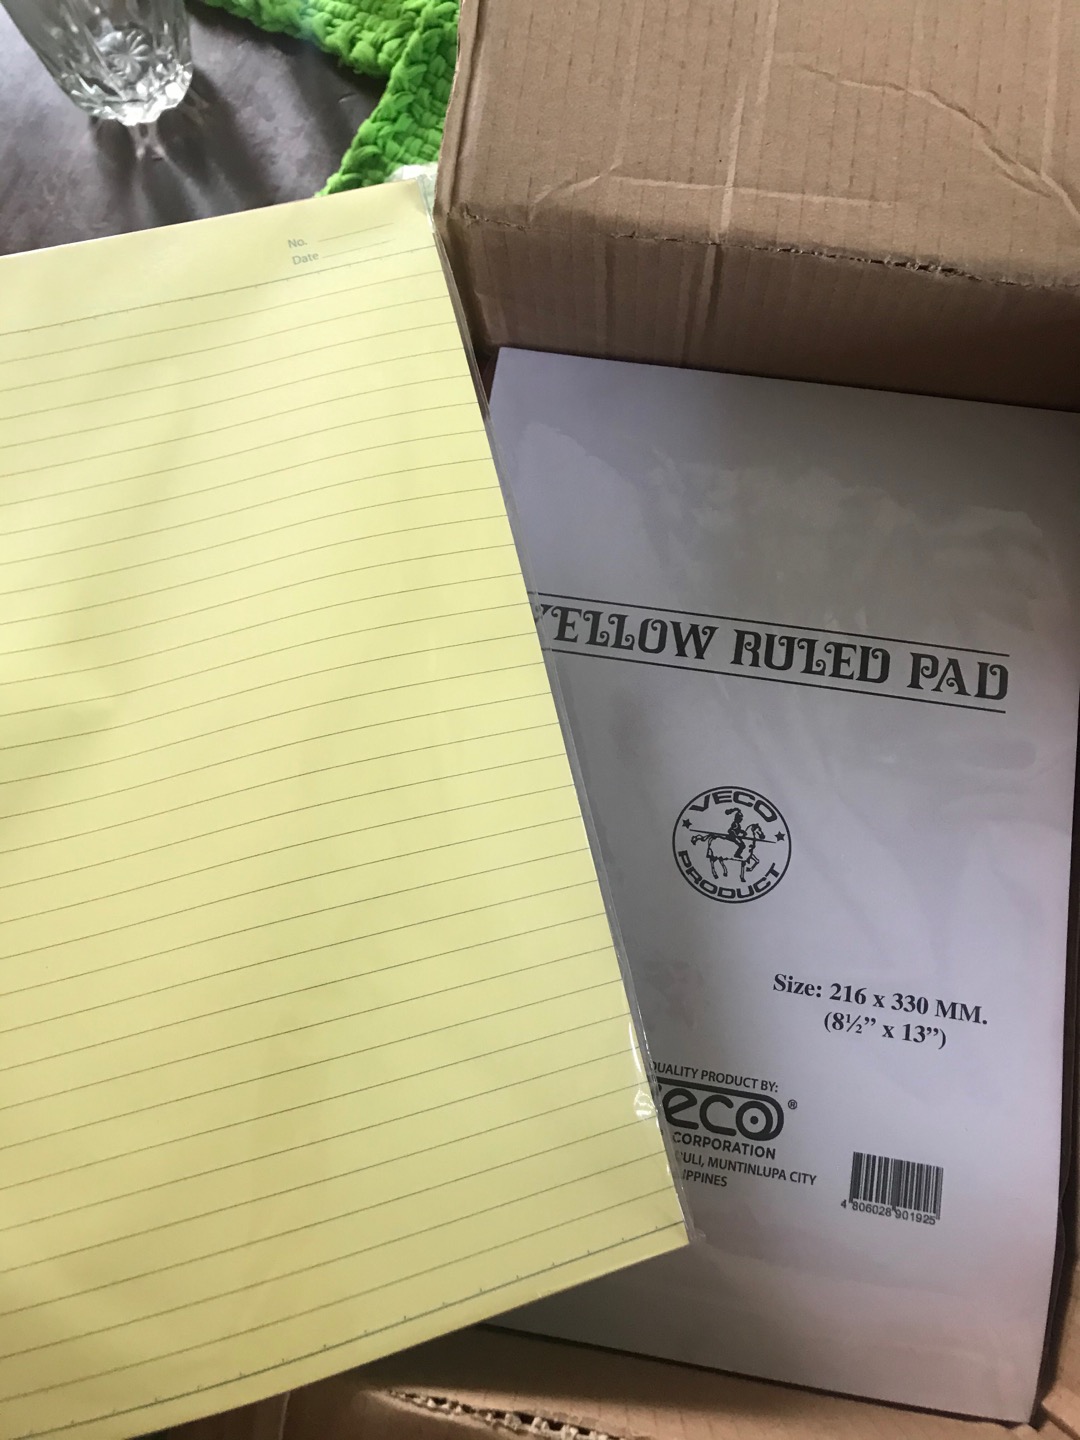 No.
Date
YELLOW RULED PAD
VECO
PRODUCT
Size: 216 x 330 MM.
(8½” x 13”)
QUALITY PRODUCT BY:
veco ®
CORPORATION
MUNTINLUPA CITY
4 806028 901925